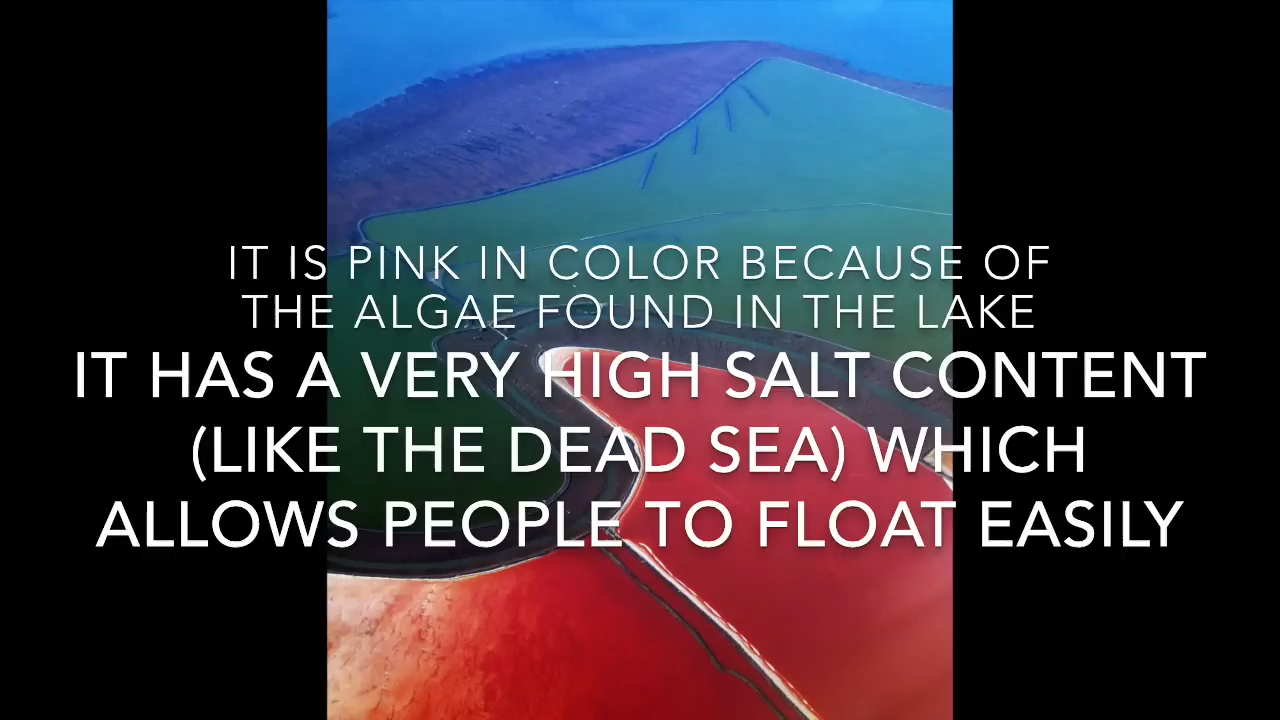 IT IS PINK IN COLOR BECAUSE OF
THE ALGAE FOUND IN THE LAKE
IT HAS A VERY HIGH SALT CONTENT
(LIKE THE DEAD SEA) WHICH
ALLOWS PEOPLE TO FLOAT EASILY